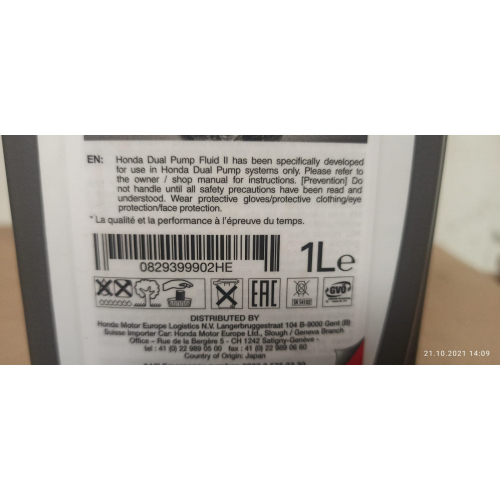 EN: Honda Dual Pump Fluid II has been specifically developed
for use in Honda Dual Pump systems only. Please refer to
the owner / shop manual for instructions. [Prevention] Do
not handle until all safety precautions have been read and
understood. Wear protective gloves/protective clothing/eye
protection/face protection.
* La qualité et la performance à l'épreuve du temps.
0829399902HE
1L e
EAC
GVÖ
DISTRIBUTED BY
Honda Motor Europe Logistics N.V. Langerbruggestraat 104 B-9000 Gent (B)
Suisse Importer Car: Honda Motor Europe Ltd., Slough / Geneva Branch
Office - Rue de la Bergère 5 - CH 1242 Satigny-Genève -
tel : 41 (0) 22 989 05 00 fax : 41 (0) 22 989 06 60
Country of Origin: Japan
21.10.2021 14:09